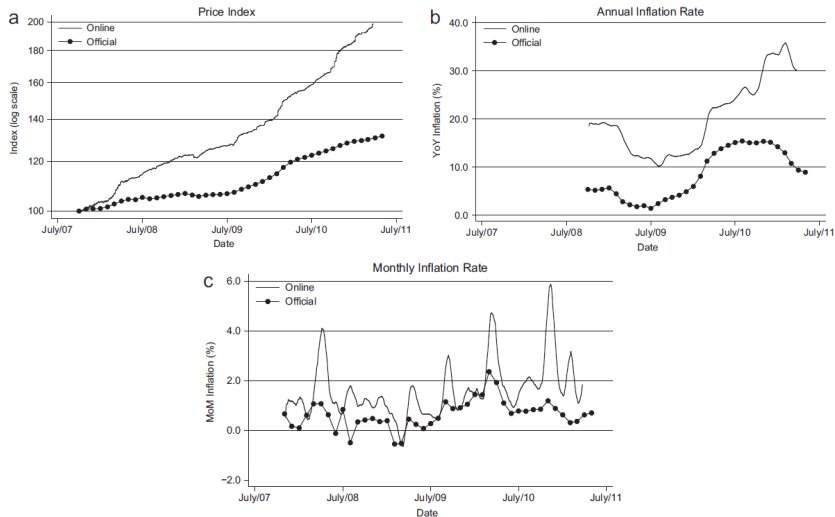 a
Price Index
Online
Official
Index (log scale)
200
180
160
140
120
100
July/07 July/08 July/09 July/10 July/11
Date
b
Annual Inflation Rate
Online
Official
YoY Inflation (%)
40.0
30.0
20.0
10.0
0.0
July/07 July/08 July/09 July/10 July/11
Date
c
Monthly Inflation Rate
Online
Official
MoM Inflation (%)
6.0
4.0
2.0
0.0
−2.0
July/07 July/08 July/09 July/10 July/11
Date